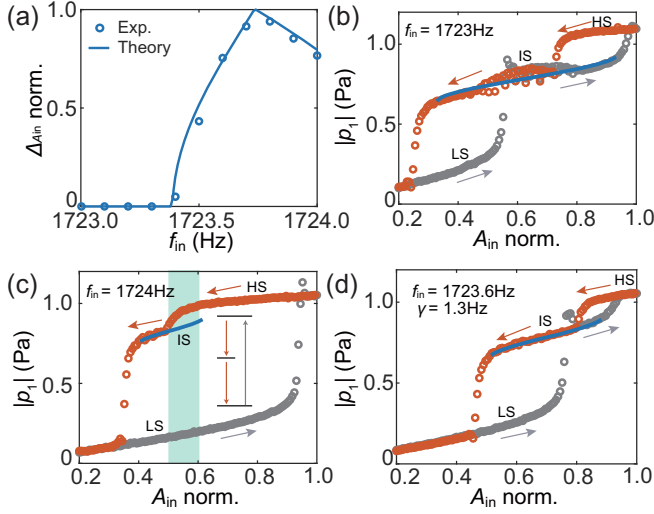 (a)
Δ_Ain norm.
1.0
0.5
0
Exp.
Theory
1723.0
1723.5
1724.0
f_in (Hz)
(b)
|p₁| (Pa)
1.0
0.5
0
f_in = 1723Hz
HS
IS
LS
0.2
0.4
0.6
0.8
1.0
A_in norm.
(c)
|p₁| (Pa)
1.0
0.5
0
f_in = 1724Hz
HS
IS
LS
0.2
0.4
0.6
0.8
1.0
A_in norm.
(d)
|p₁| (Pa)
1.0
0.5
0
f_in = 1723.6Hz
γ = 1.3Hz
HS
IS
LS
0.2
0.4
0.6
0.8
1.0
A_in norm.